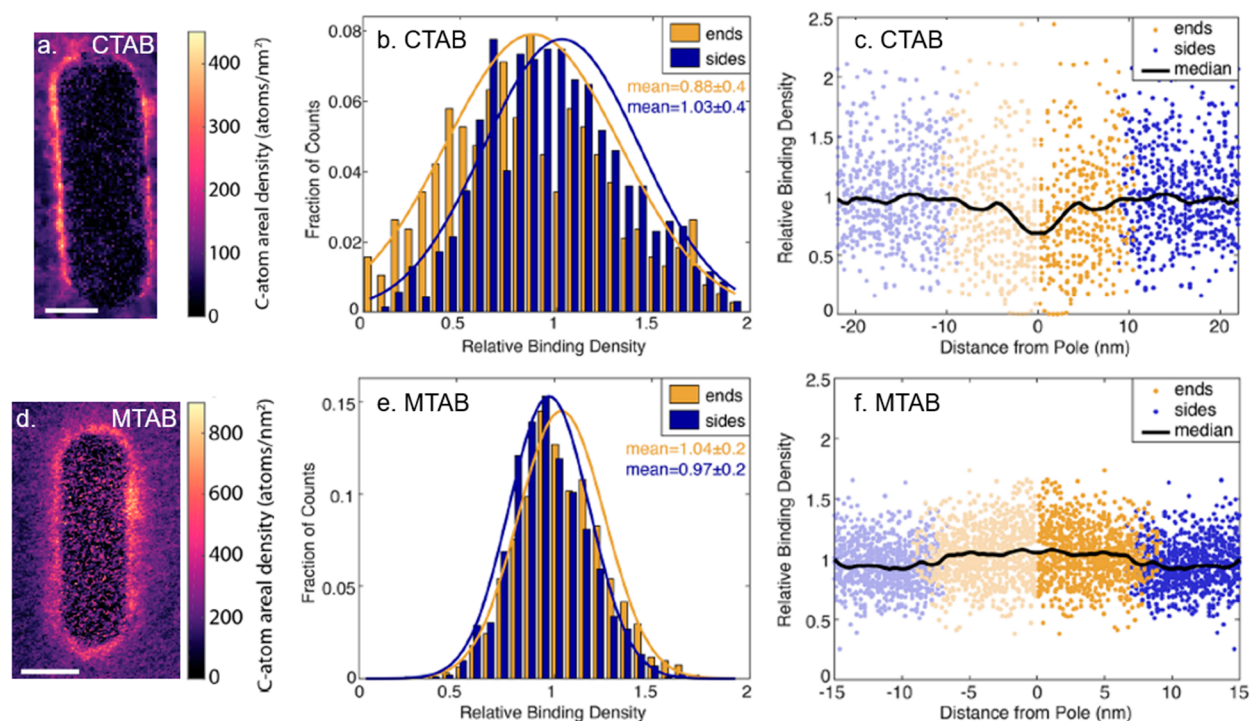 a. CTAB
400
300
200
100
0
C-atom areal density (atoms/nm²)
b. CTAB
ends
sides
mean=0.88±0.4
mean=1.03±0.4
0.08
0.06
0.04
0.02
0
Fraction of Counts
0.5
1
1.5
2
Relative Binding Density
c. CTAB
ends
sides
median
2.5
2
1.5
1
0.5
0
Relative Binding Density
-20
-10
0
10
20
Distance from Pole (nm)
d. MTAB
800
600
400
200
0
C-atom areal density (atoms/nm²)
e. MTAB
ends
sides
mean=1.04±0.2
mean=0.97±0.2
0.15
0.1
0.05
0
Fraction of Counts
0.5
1
1.5
2
Relative Binding Density
f. MTAB
ends
sides
median
2.5
2
1.5
1
0.5
0
Relative Binding Density
-15
-10
-5
0
5
10
15
Distance from Pole (nm)